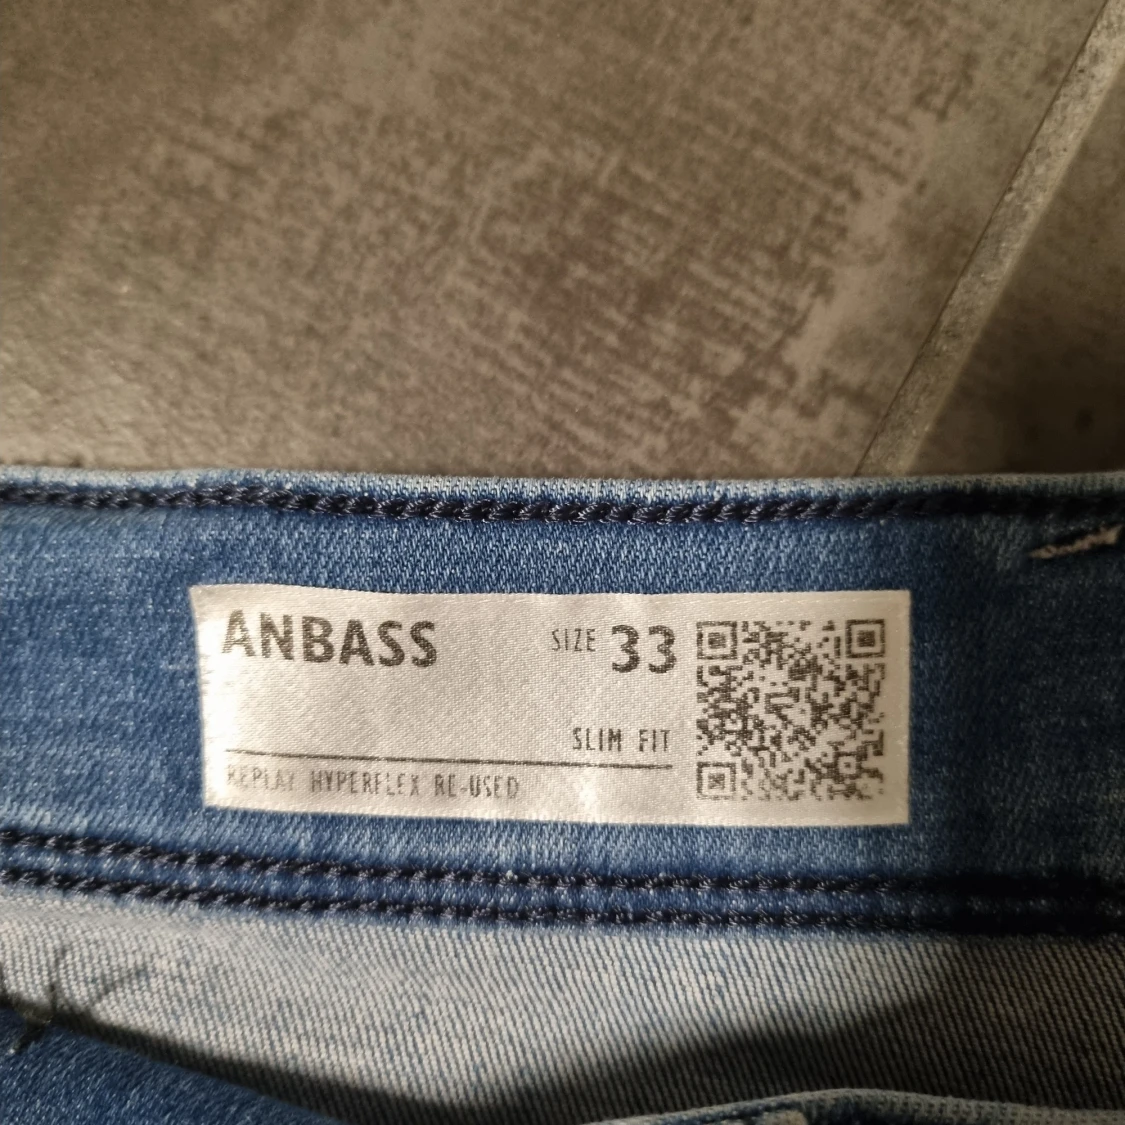 ANBASS
SIZE 33
SLIM FIT
REPLAY HYPERFLEX RE-USED